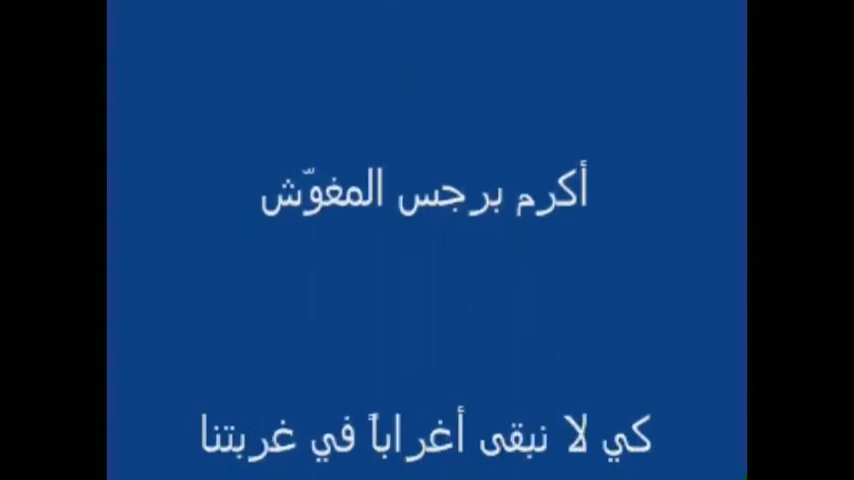 أكرم برجس المغوّش
كي لا نبقى أغراباً في غربتنا